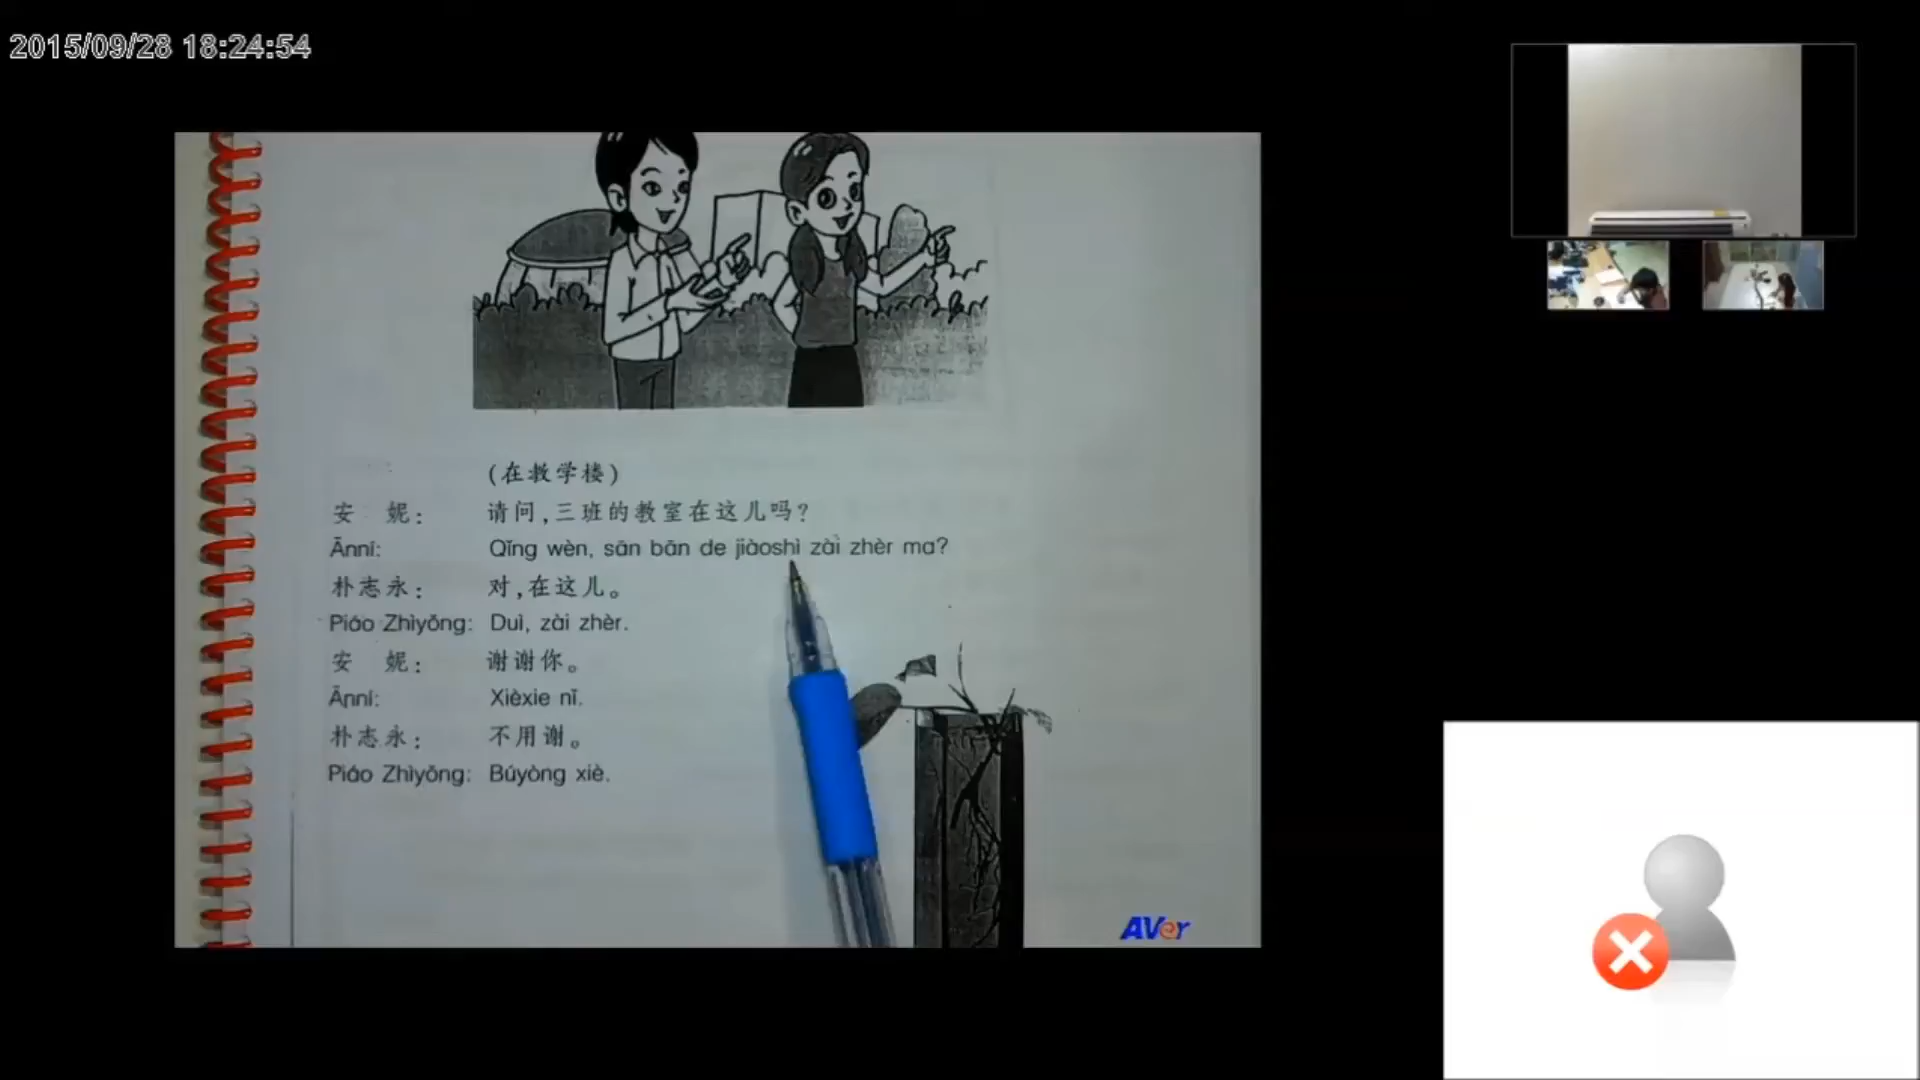 2015/09/28 18:24:54
(在教学楼)
安 妮: 请问,三班的教室在这儿吗?
Ānní: Qǐng wèn, sān bān de jiàoshì zài zhèr ma?
朴志永: 对,在这儿。
Piáo Zhìyǒng: Duì, zài zhèr.
安 妮: 谢谢你。
Ānní: Xièxie nǐ.
朴志永: 不用谢。
Piáo Zhìyǒng: Búyòng xiè.
AVer